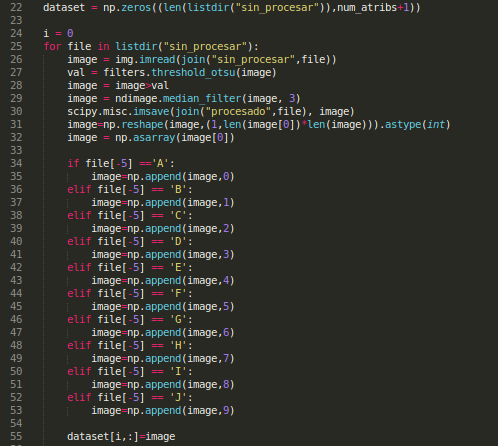 22 dataset = np.zeros((len(listdir("sin_procesar")),num_atribs+1))
23
24 i = 0
25 for file in listdir("sin_procesar"):
26     image = img.imread(join("sin_procesar",file))
27     val = filters.threshold_otsu(image)
28     image = image>val
29     image = ndimage.median_filter(image, 3)
30     scipy.misc.imsave(join("procesado",file), image)
31     image=np.reshape(image,(1,len(image[0])*len(image))).astype(int)
32     image = np.asarray(image[0])
33
34     if file[-5] =='A':
35         image=np.append(image,0)
36     elif file[-5] == 'B':
37         image=np.append(image,1)
38     elif file[-5] == 'C':
39         image=np.append(image,2)
40     elif file[-5] == 'D':
41         image=np.append(image,3)
42     elif file[-5] == 'E':
43         image=np.append(image,4)
44     elif file[-5] == 'F':
45         image=np.append(image,5)
46     elif file[-5] == 'G':
47         image=np.append(image,6)
48     elif file[-5] == 'H':
49         image=np.append(image,7)
50     elif file[-5] == 'I':
51         image=np.append(image,8)
52     elif file[-5] == 'J':
53         image=np.append(image,9)
54
55     dataset[i,:]=image